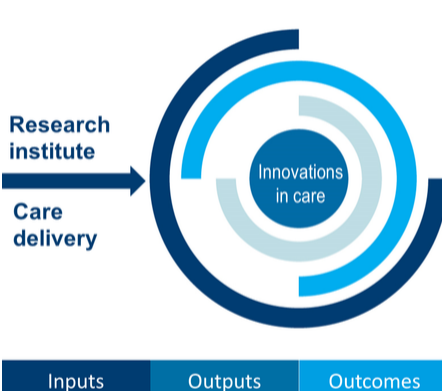 Research
institute
Care
delivery
Innovations
in care
Inputs
Outputs
Outcomes